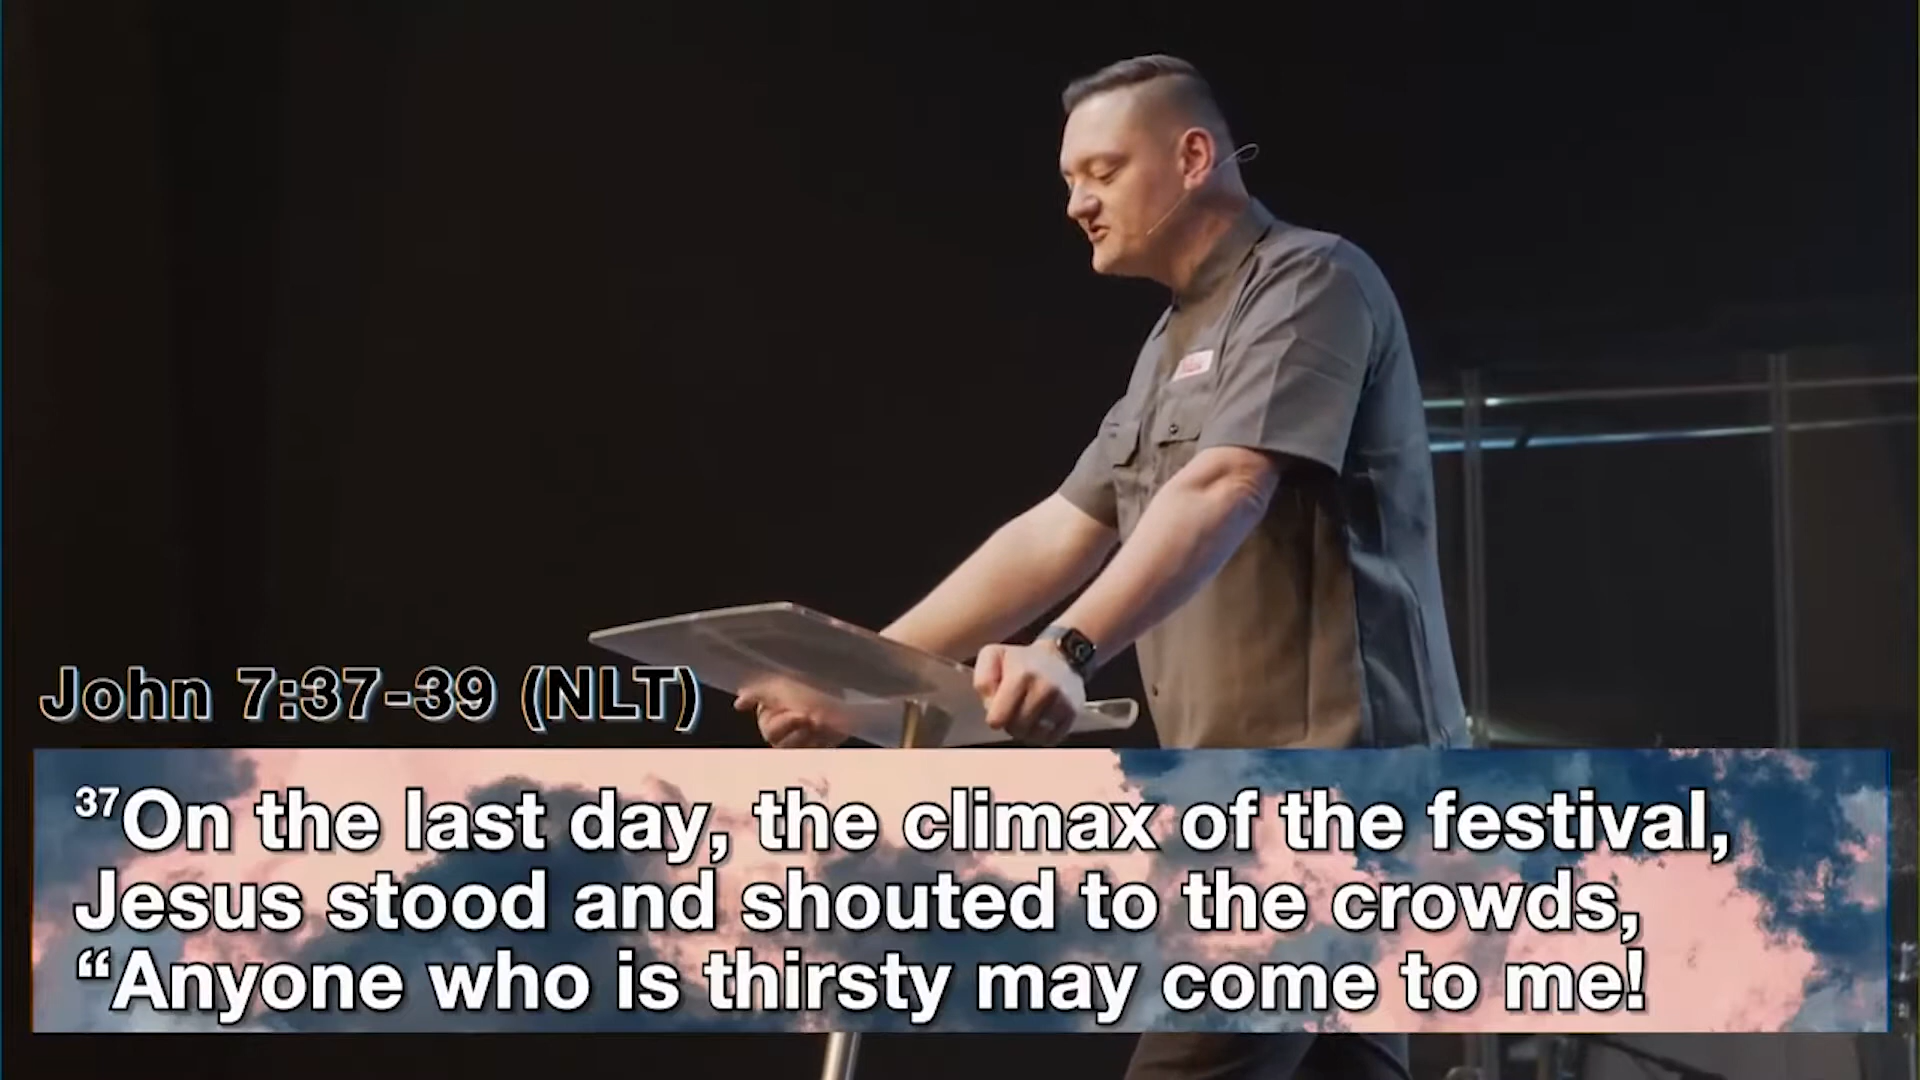 John 7:37-39 (NLT)
³⁷On the last day, the climax of the festival,
Jesus stood and shouted to the crowds,
“Anyone who is thirsty may come to me!